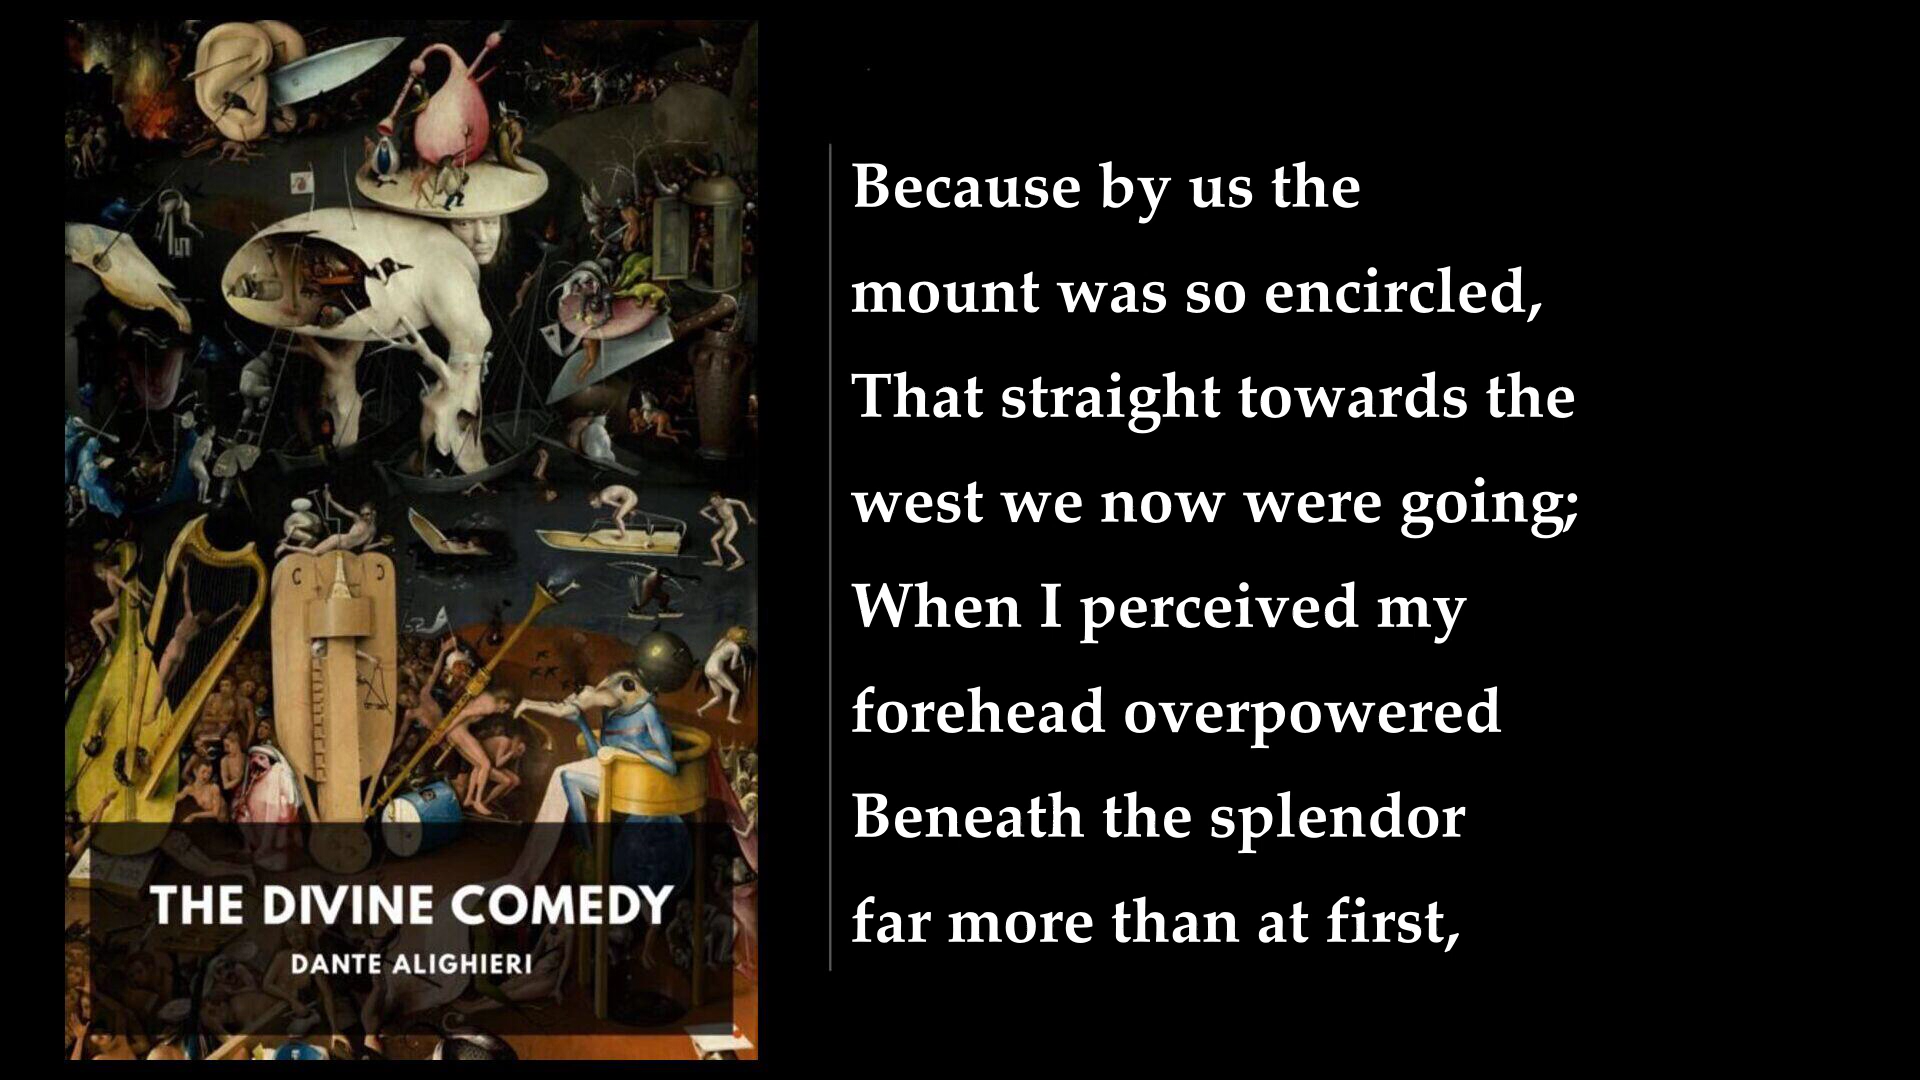 THE DIVINE COMEDY
DANTE ALIGHIERI
Because by us the
mount was so encircled,
That straight towards the
west we now were going;
When I perceived my
forehead overpowered
Beneath the splendor
far more than at first,